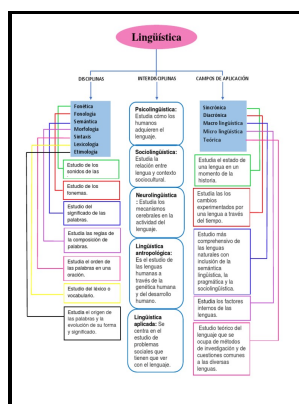 Lingüística
DISCIPLINAS
INTERDISCIPLINAS
CAMPOS DE APLICACIÓN
Fonética
Fonología
Semántica
Morfología
Sintaxis
Lexicología
Etimología
Estudio de los
sonidos de las
Estudio de los
fonemas.
Estudio del
significado de las
palabras.
Estudia las reglas de
la composición de
palabras.
Estudia el orden de
las palabras en una
oración.
Estudio del léxico o
vocabulario.
Estudia el origen de
las palabras y la
evolución de su forma
y significado.
Psicolingüística:
Estudia cómo los
humanos
adquieren el
lenguaje.
Sociolingüística:
Estudia la
relación entre
lengua y contexto
sociocultural.
Neurolingüística
: Estudia los
mecanismos
cerebrales en la
actividad del
lenguaje.
Lingüística
antropológica:
Es el estudio de
las lenguas
humanas a
través de la
genética humana
y del desarrollo
humano.
Lingüística
aplicada: Se
centra en el
estudio de
problemas
sociales que
tienen que ver
con el lenguaje.
Sincrónica
Diacrónica
Macro lingüística
Micro lingüística
Teórica
Estudia el estado de
una lengua en un
momento de la
historia.
Estudia las los
cambios
experimentados por
una lengua a través
del tiempo.
Estudio más
comprehensivo de las
lenguas naturales
con inclusión de la
semántica
lingüística, la
pragmática y la
sociolingüística.
Estudia los factores
internos de las
lenguas.
Estudio teórico del
lenguaje que se
ocupa de métodos
de investigación y de
cuestiones comunes
a las diversas
lenguas.